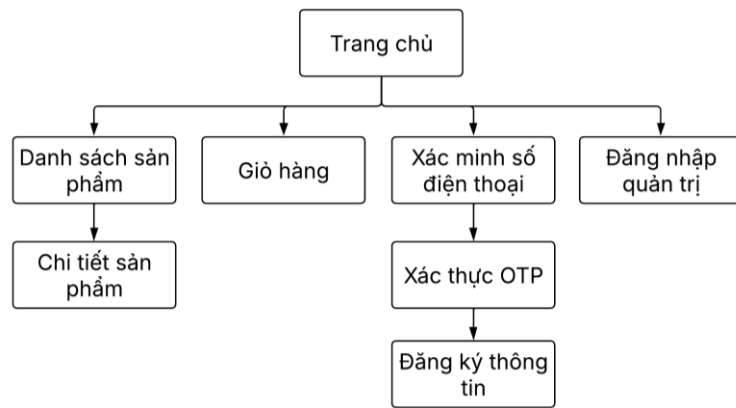 Trang chủ
Danh sách sản
phẩm
Giỏ hàng
Xác minh số
điện thoại
Đăng nhập
quản trị
Chi tiết sản
phẩm
Xác thực OTP
Đăng ký thông
tin